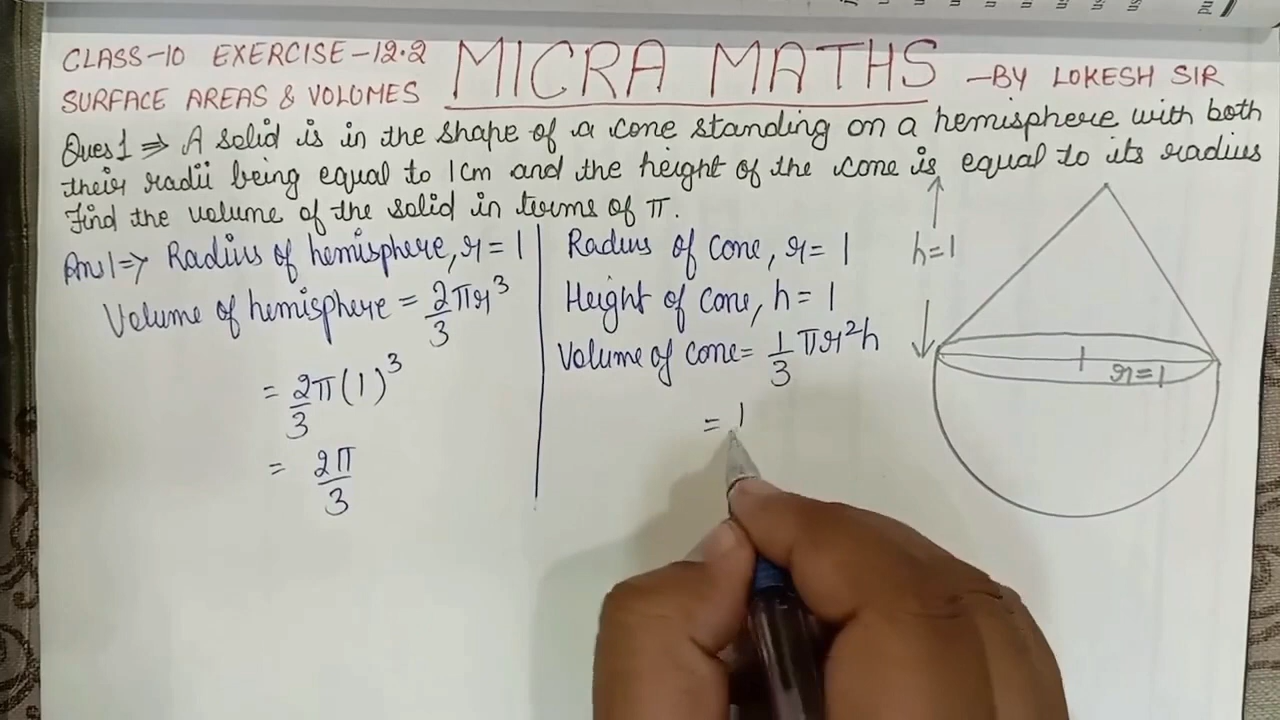 CLASS-10 EXERCISE-12.2
SURFACE AREAS & VOLUMES
MICRA MATHS
-BY LOKESH SIR
Ques1 ⇒ A solid is in the shape of a cone standing on a hemisphere with both
their radii being equal to 1cm and the height of the cone is equal to its radius
Find the volume of the solid in terms of π.
Ans1 ⇒ Radius of hemisphere, r = 1
Volume of hemisphere = 2/3 πr³
= 2/3 π(1)³
= 2π/3
Radius of cone, r = 1
Height of cone, h = 1
Volume of cone = 1/3 πr²h
= 1
h=1
r=1